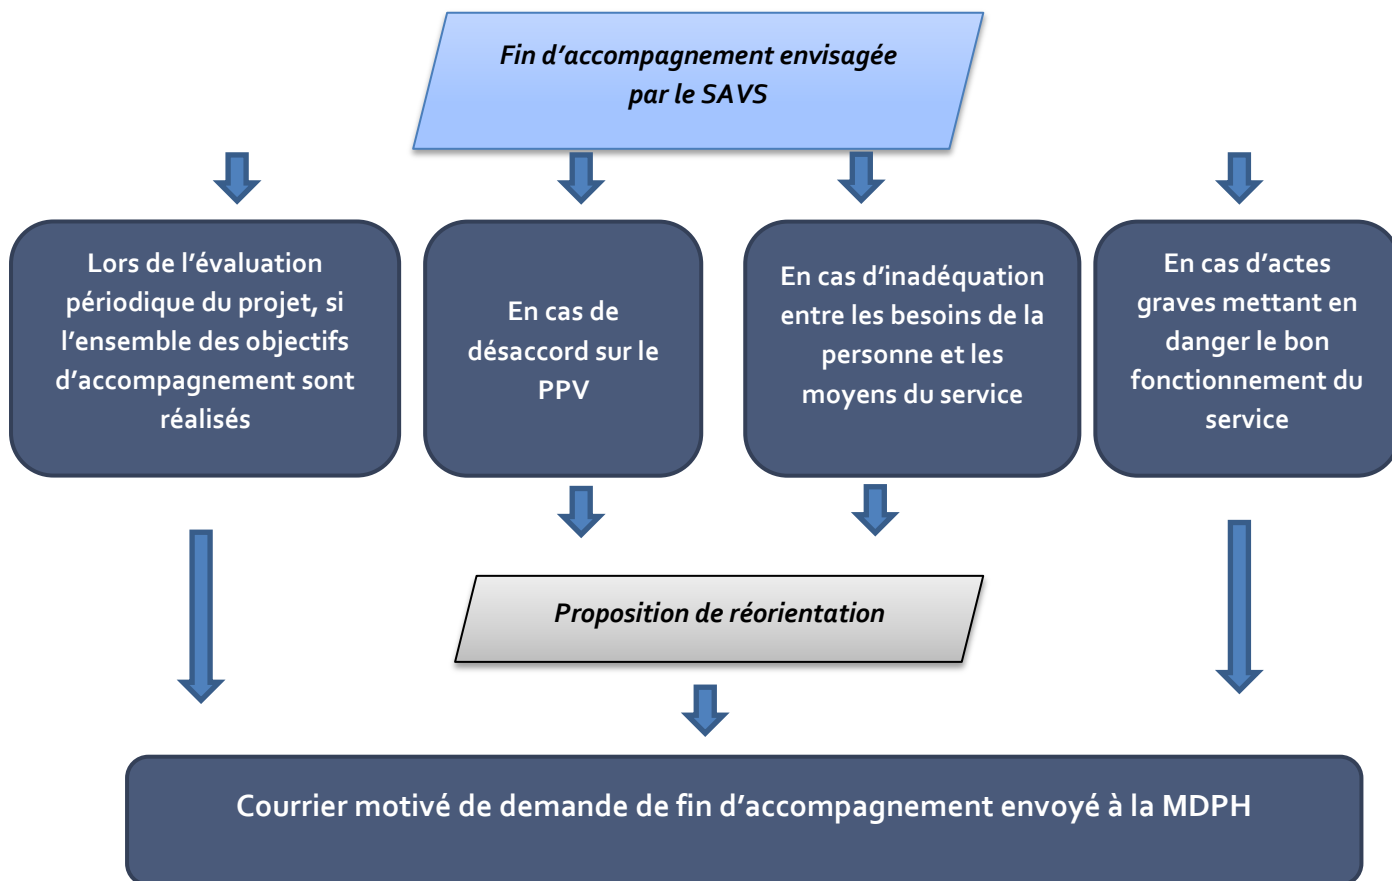 Fin d’accompagnement envisagée
par le SAVS
Lors de l’évaluation
périodique du projet, si
l’ensemble des objectifs
d’accompagnement sont
réalisés
En cas de
désaccord sur le
PPV
En cas d’inadéquation
entre les besoins de la
personne et les
moyens du service
En cas d’actes
graves mettant en
danger le bon
fonctionnement du
service
Proposition de réorientation
Courrier motivé de demande de fin d’accompagnement envoyé à la MDPH